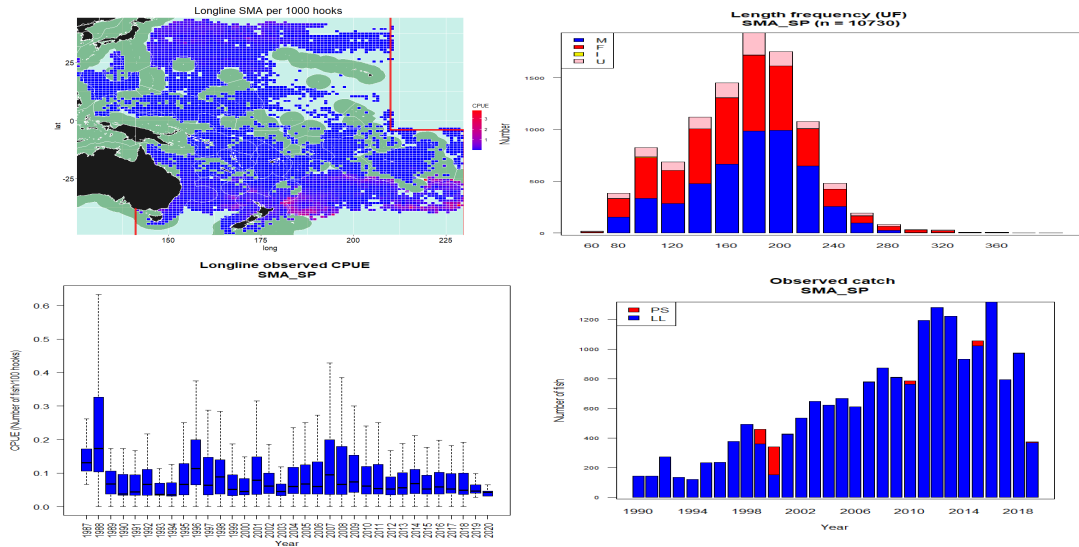 Longline SMA per 1000 hooks
25
0
-25
lat
150
175
200
225
long
CPUE
3
2
1
Length frequency (UF)
SMA_SP (n = 10730)
M
F
I
U
Number
1500
1000
500
0
60 80 120 160 200 240 280 320 360
Longline observed CPUE
SMA_SP
CPUE (Number of fish/100 hooks)
0.6
0.5
0.4
0.3
0.2
0.1
0.0
1987 1988 1989 1990 1991 1992 1993 1994 1995 1996 1997 1998 1999 2000 2001 2002 2003 2004 2005 2006 2007 2008 2009 2010 2011 2012 2013 2014 2015 2016 2017 2018 2019 2020
Year
Observed catch
SMA_SP
PS
LL
Number of fish
1200
1000
800
600
400
200
0
1990 1994 1998 2002 2006 2010 2014 2018
Year